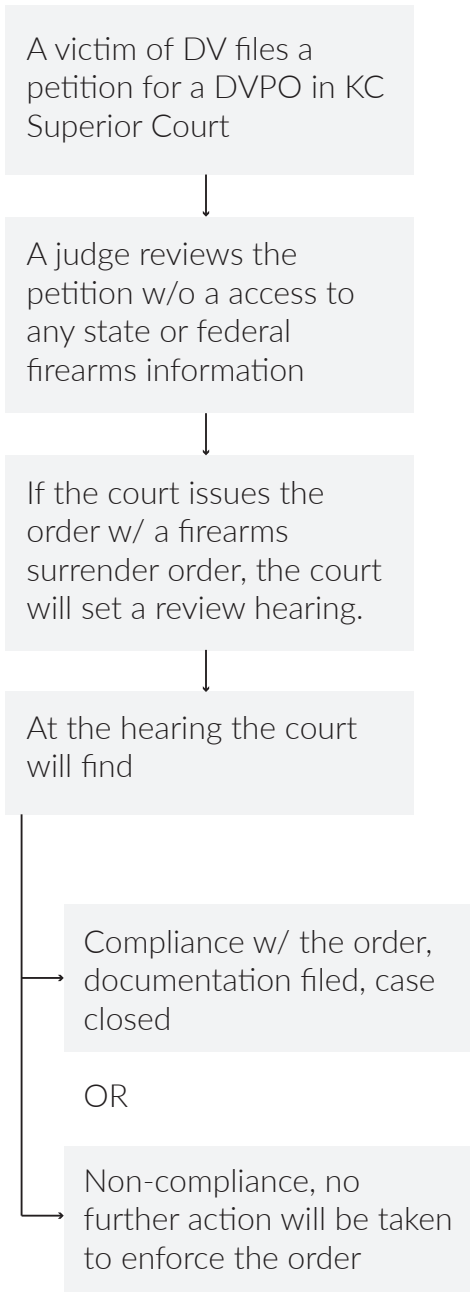 A victim of DV files a
petition for a DVPO in KC
Superior Court
A judge reviews the
petition w/o a access to
any state or federal
firearms information
If the court issues the
order w/ a firearms
surrender order, the court
will set a review hearing.
At the hearing the court
will find
Compliance w/ the order,
documentation filed, case
closed
OR
Non-compliance, no
further action will be taken
to enforce the order